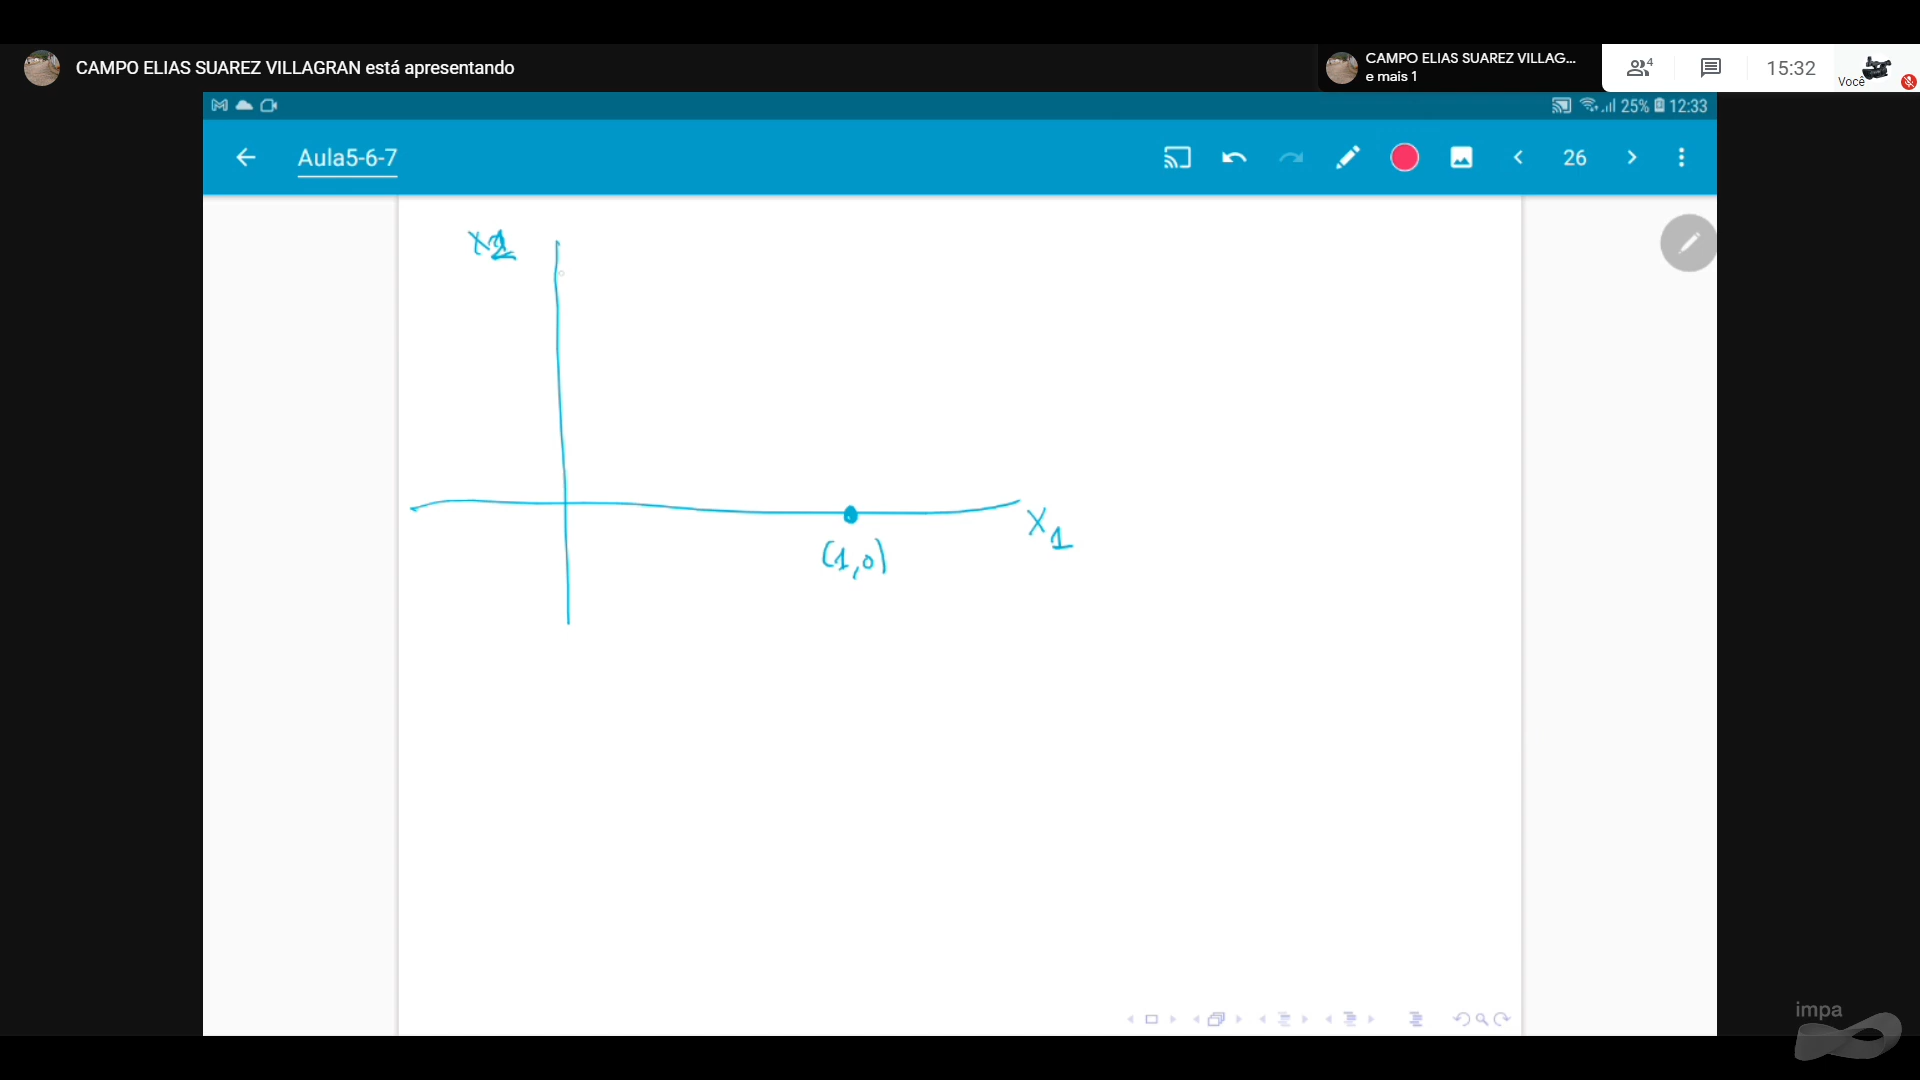 CAMPO ELIAS SUAREZ VILLAGRAN está apresentando
CAMPO ELIAS SUAREZ VILLAG...
e mais 1
4
15:32
Você
25% 12:33
Aula5-6-7
26
x2
x1
(1,0)
impa